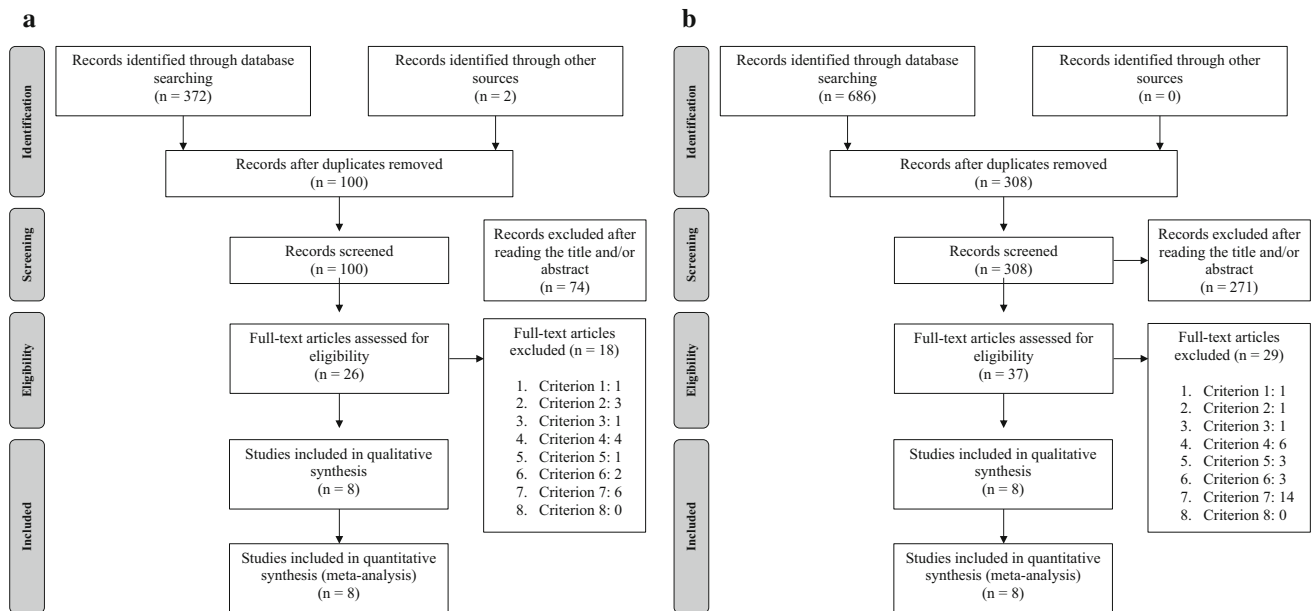 a
Identification
Records identified through database
searching
(n = 372)
Records identified through other
sources
(n = 2)
Records after duplicates removed
(n = 100)
Screening
Records screened
(n = 100)
Records excluded after
reading the title and/or
abstract
(n = 74)
Eligibility
Full-text articles assessed for
eligibility
(n = 26)
Full-text articles
excluded (n = 18)
1. Criterion 1: 1
2. Criterion 2: 3
3. Criterion 3: 1
4. Criterion 4: 4
5. Criterion 5: 1
6. Criterion 6: 2
7. Criterion 7: 6
8. Criterion 8: 0
Included
Studies included in qualitative
synthesis
(n = 8)
Studies included in quantitative
synthesis (meta-analysis)
(n = 8)
b
Identification
Records identified through database
searching
(n = 686)
Records identified through other
sources
(n = 0)
Records after duplicates removed
(n = 308)
Screening
Records screened
(n = 308)
Records excluded after
reading the title and/or
abstract
(n = 271)
Eligibility
Full-text articles assessed for
eligibility
(n = 37)
Full-text articles
excluded (n = 29)
1. Criterion 1: 1
2. Criterion 2: 1
3. Criterion 3: 1
4. Criterion 4: 6
5. Criterion 5: 3
6. Criterion 6: 3
7. Criterion 7: 14
8. Criterion 8: 0
Included
Studies included in qualitative
synthesis
(n = 8)
Studies included in quantitative
synthesis (meta-analysis)
(n = 8)